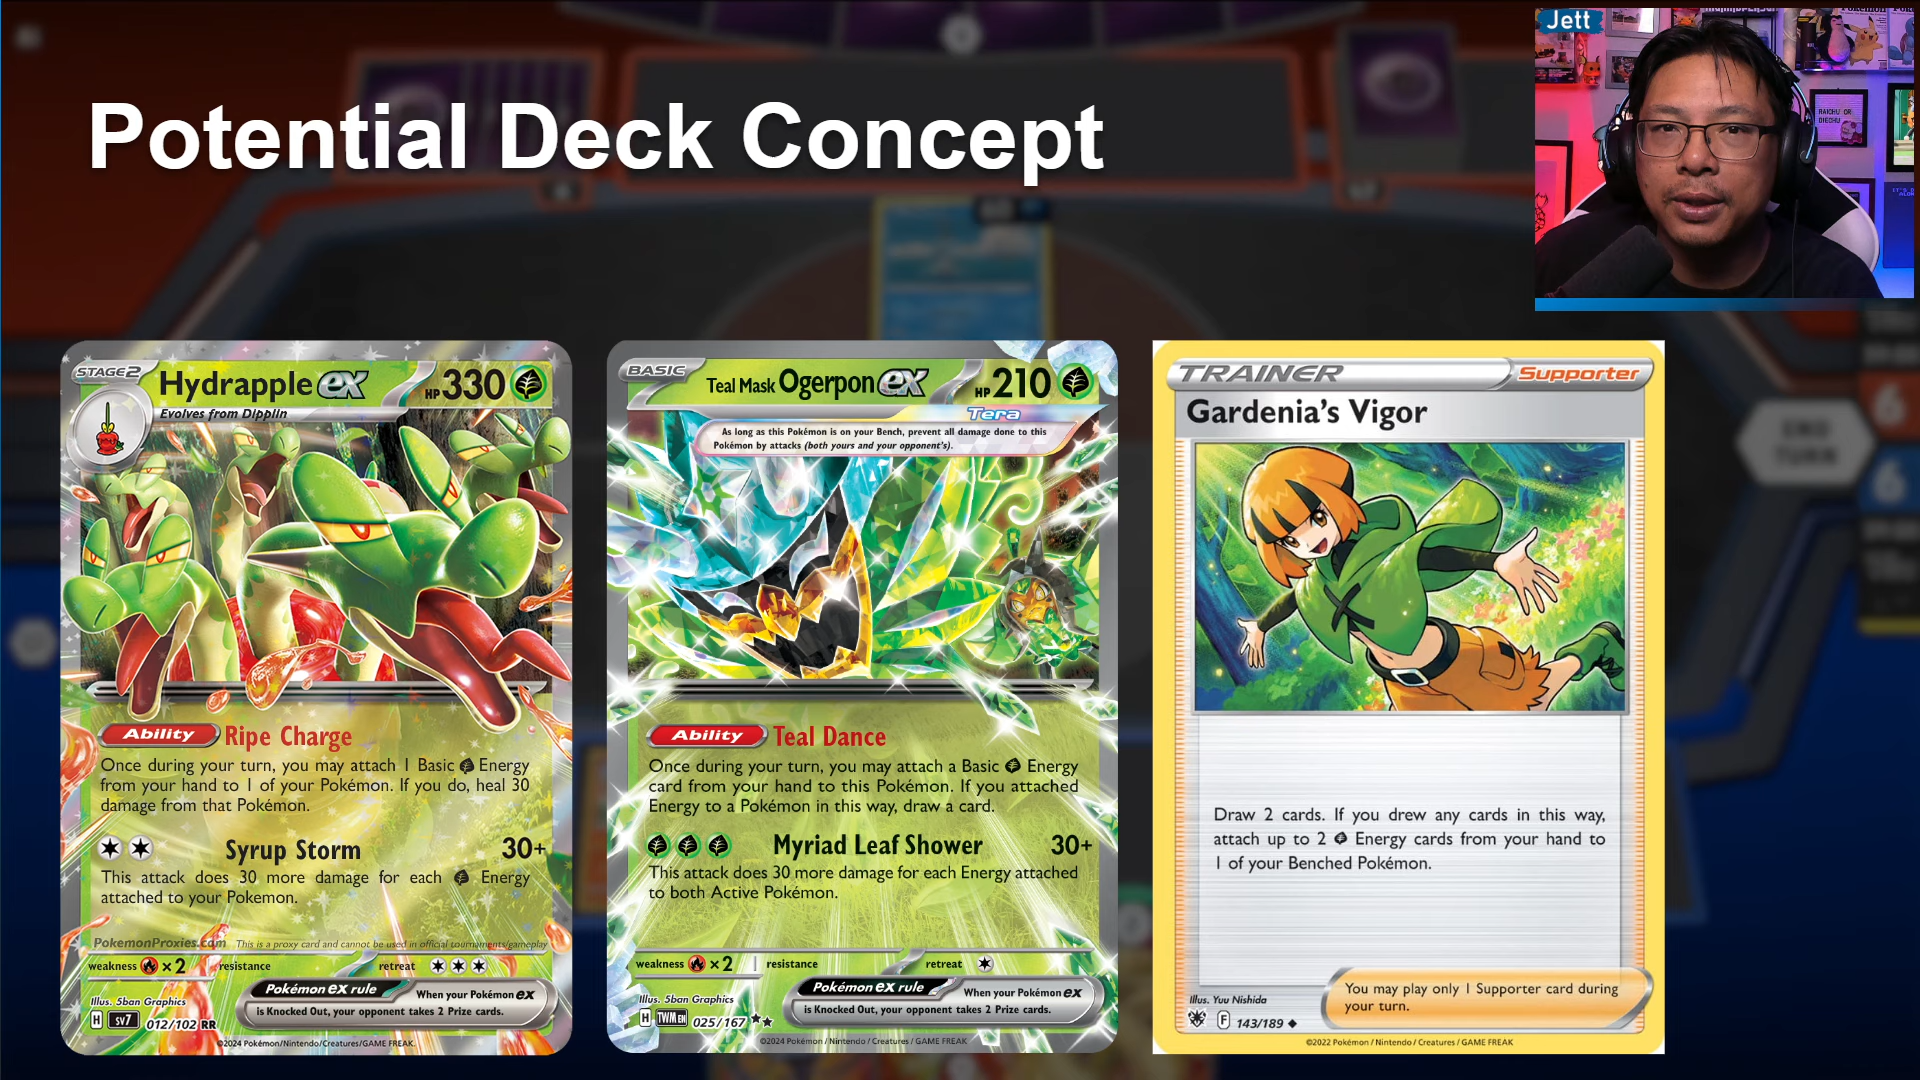 Potential Deck Concept
Jett
RAICHU OR
DIECHU
STAGE2
Hydrapple ex
HP 330
Evolves from Dipplin
Ability Ripe Charge
Once during your turn, you may attach 1 Basic Energy
from your hand to 1 of your Pokémon. If you do, heal 30
damage from that Pokémon.
Syrup Storm 30+
This attack does 30 more damage for each Energy
attached to your Pokemon.
PokemonProxies.com This is a proxy card and cannot be used in official tournaments/gameplay
weakness ×2 resistance retreat
Pokémon ex rule When your Pokémon ex
is Knocked Out, your opponent takes 2 Prize cards.
Illus. 5ban Graphics
H sv7 012/102 RR
©2024 Pokémon/Nintendo/Creatures/GAME FREAK.
BASIC
Teal Mask Ogerpon ex
HP 210
Tera
As long as this Pokémon is on your Bench, prevent all damage done to this
Pokémon by attacks (both yours and your opponent's).
Ability Teal Dance
Once during your turn, you may attach a Basic Energy
card from your hand to this Pokémon. If you attached
Energy to a Pokémon in this way, draw a card.
Myriad Leaf Shower 30+
This attack does 30 more damage for each Energy attached
to both Active Pokémon.
weakness ×2 resistance retreat
Pokémon ex rule When your Pokémon ex
is Knocked Out, your opponent takes 2 Prize cards.
Illus. 5ban Graphics
H TWM EN 025/167
©2024 Pokémon / Nintendo / Creatures / GAME FREAK
TRAINER Supporter
Gardenia's Vigor
Draw 2 cards. If you drew any cards in this way,
attach up to 2 Energy cards from your hand to
1 of your Benched Pokémon.
You may play only 1 Supporter card during
your turn.
Illus. Yuu Nishida
F 143/189
©2022 Pokémon / Nintendo / Creatures / GAME FREAK
END
TURN
6
6